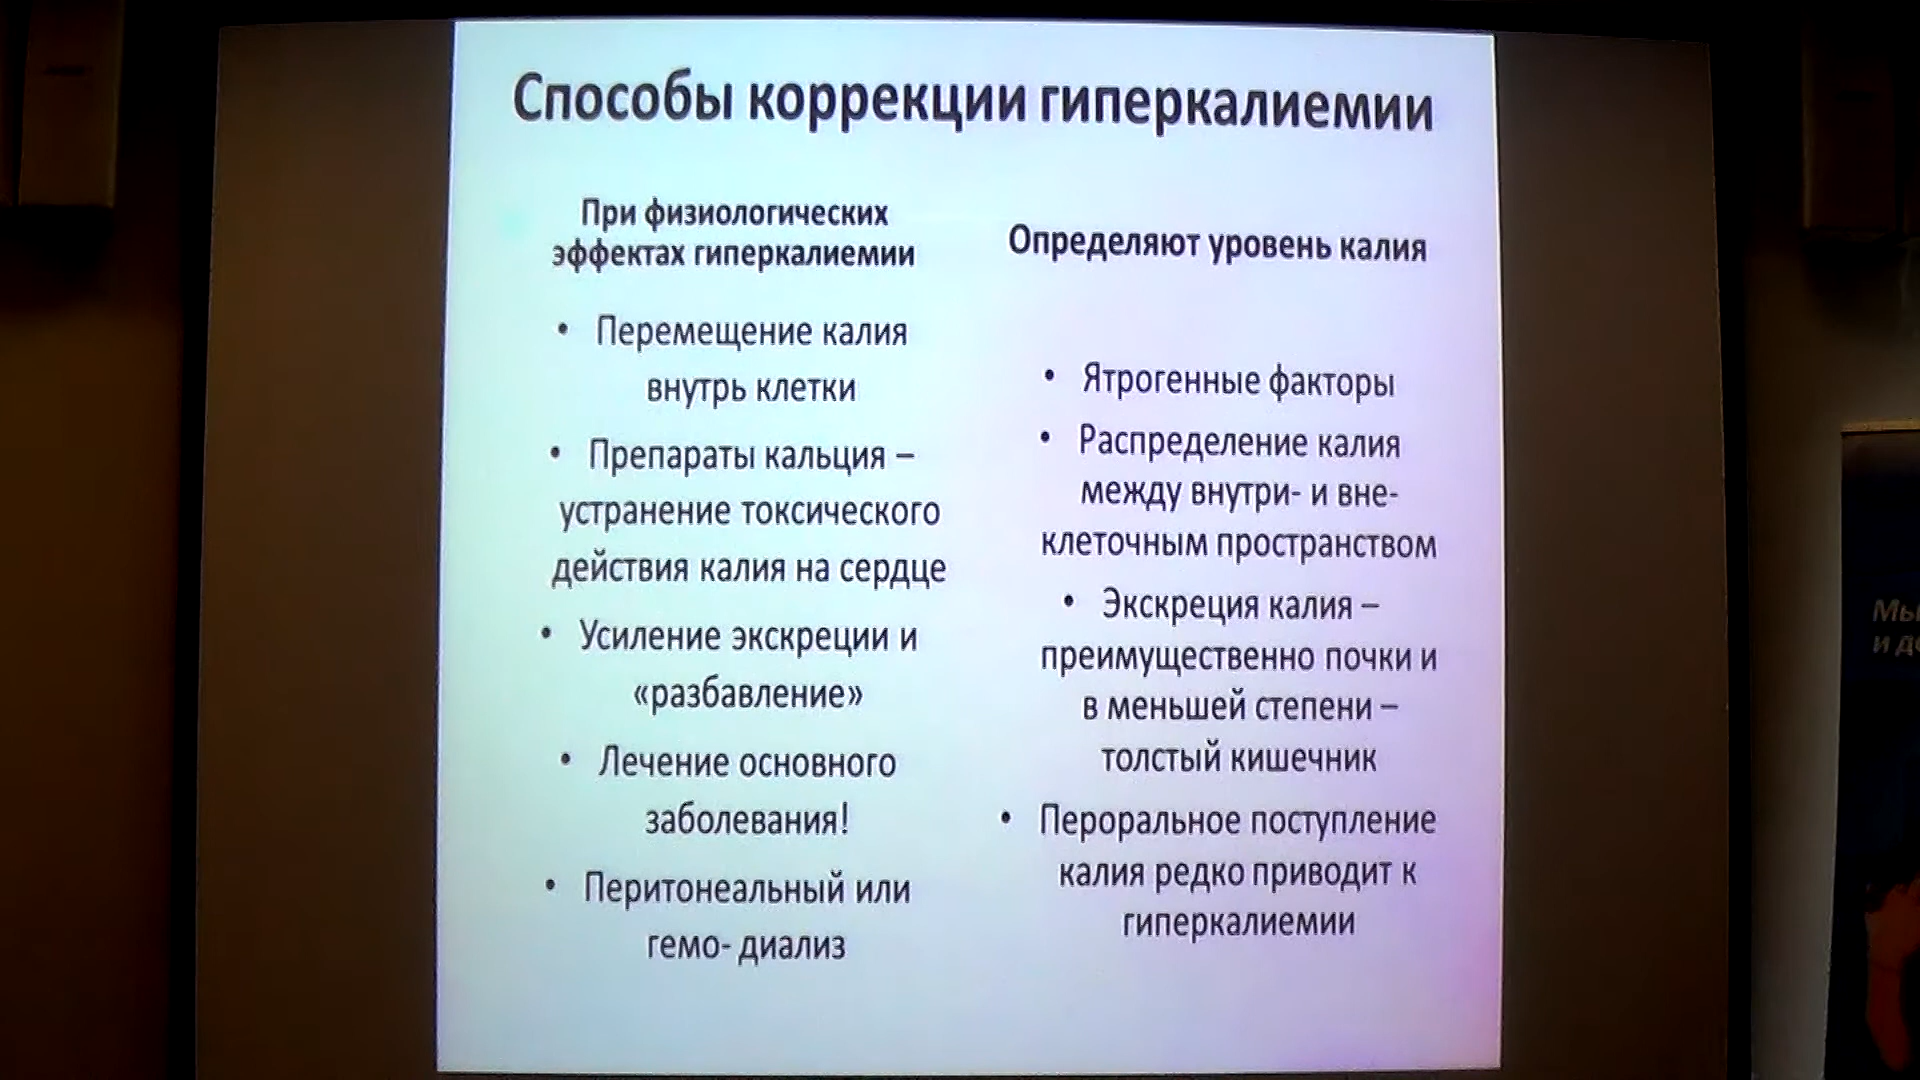 Способы коррекции гиперкалиемии
При физиологических
эффектах гиперкалиемии
• Перемещение калия
внутрь клетки
• Препараты кальция –
устранение токсического
действия калия на сердце
• Усиление экскреции и
«разбавление»
• Лечение основного
заболевания!
• Перитонеальный или
гемо- диализ
Определяют уровень калия
• Ятрогенные факторы
• Распределение калия
между внутри- и вне-
клеточным пространством
• Экскреция калия –
преимущественно почки и
в меньшей степени –
толстый кишечник
• Пероральное поступление
калия редко приводит к
гиперкалиемии
Мы